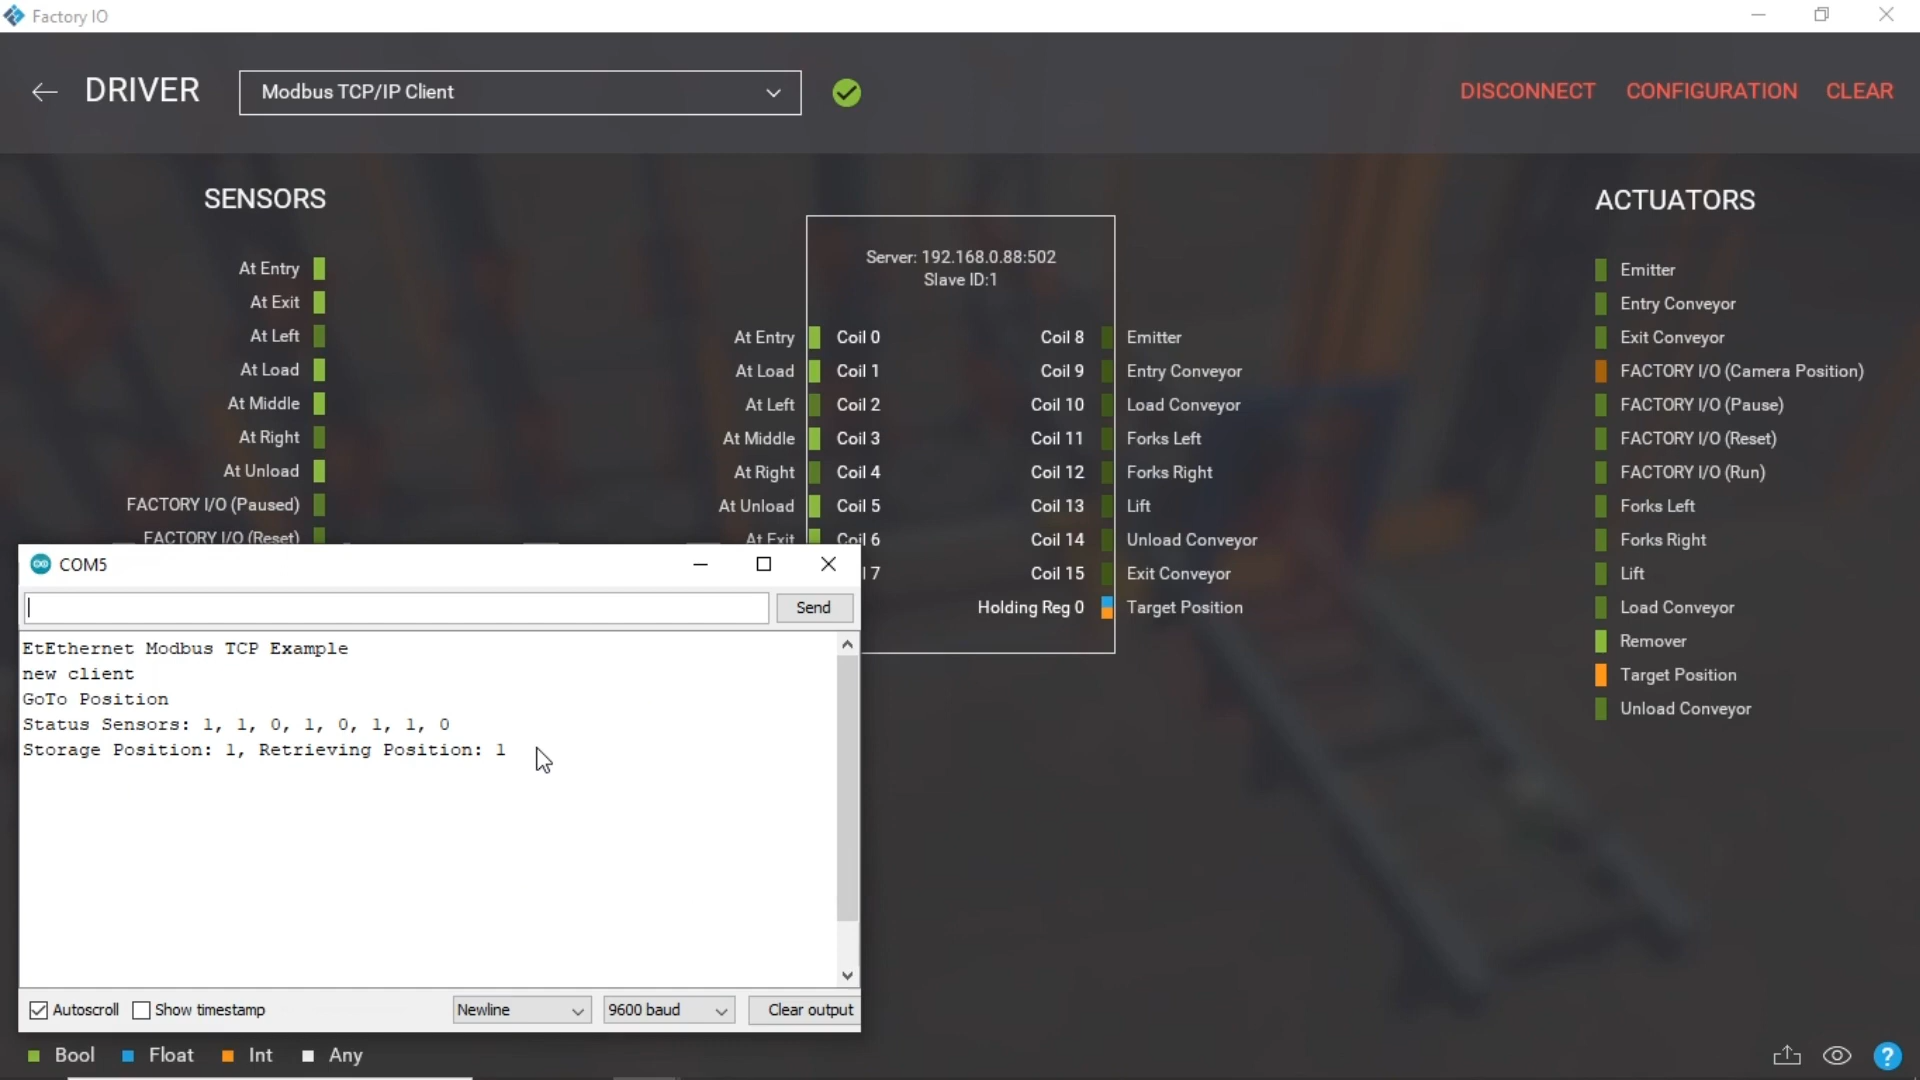 Factory IO
DRIVER
Modbus TCP/IP Client
DISCONNECT
CONFIGURATION
CLEAR
SENSORS
At Entry
At Exit
At Left
At Load
At Middle
At Right
At Unload
FACTORY I/O (Paused)
FACTORY I/O (Reset)
Server: 192.168.0.88:502
Slave ID:1
At Entry Coil 0 Coil 8 Emitter
At Load Coil 1 Coil 9 Entry Conveyor
At Left Coil 2 Coil 10 Load Conveyor
At Middle Coil 3 Coil 11 Forks Left
At Right Coil 4 Coil 12 Forks Right
At Unload Coil 5 Coil 13 Lift
At Exit Coil 6 Coil 14 Unload Conveyor
7 Coil 15 Exit Conveyor
Holding Reg 0 Target Position
ACTUATORS
Emitter
Entry Conveyor
Exit Conveyor
FACTORY I/O (Camera Position)
FACTORY I/O (Pause)
FACTORY I/O (Reset)
FACTORY I/O (Run)
Forks Left
Forks Right
Lift
Load Conveyor
Remover
Target Position
Unload Conveyor
COM5
Send
EtEthernet Modbus TCP Example
new client
GoTo Position
Status Sensors: 1, 1, 0, 1, 0, 1, 1, 0
Storage Position: 1, Retrieving Position: 1
Autoscroll Show timestamp Newline 9600 baud Clear output
Bool Float Int Any
?